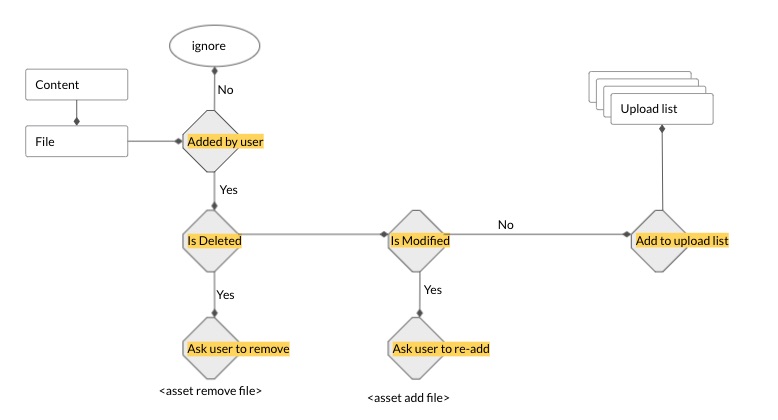 ignore
Content
No
Upload list
File
Added by user
Yes
No
Is Deleted
Is Modified
Add to upload list
Yes
Yes
Ask user to remove
Ask user to re-add
<asset remove file>
<asset add file>